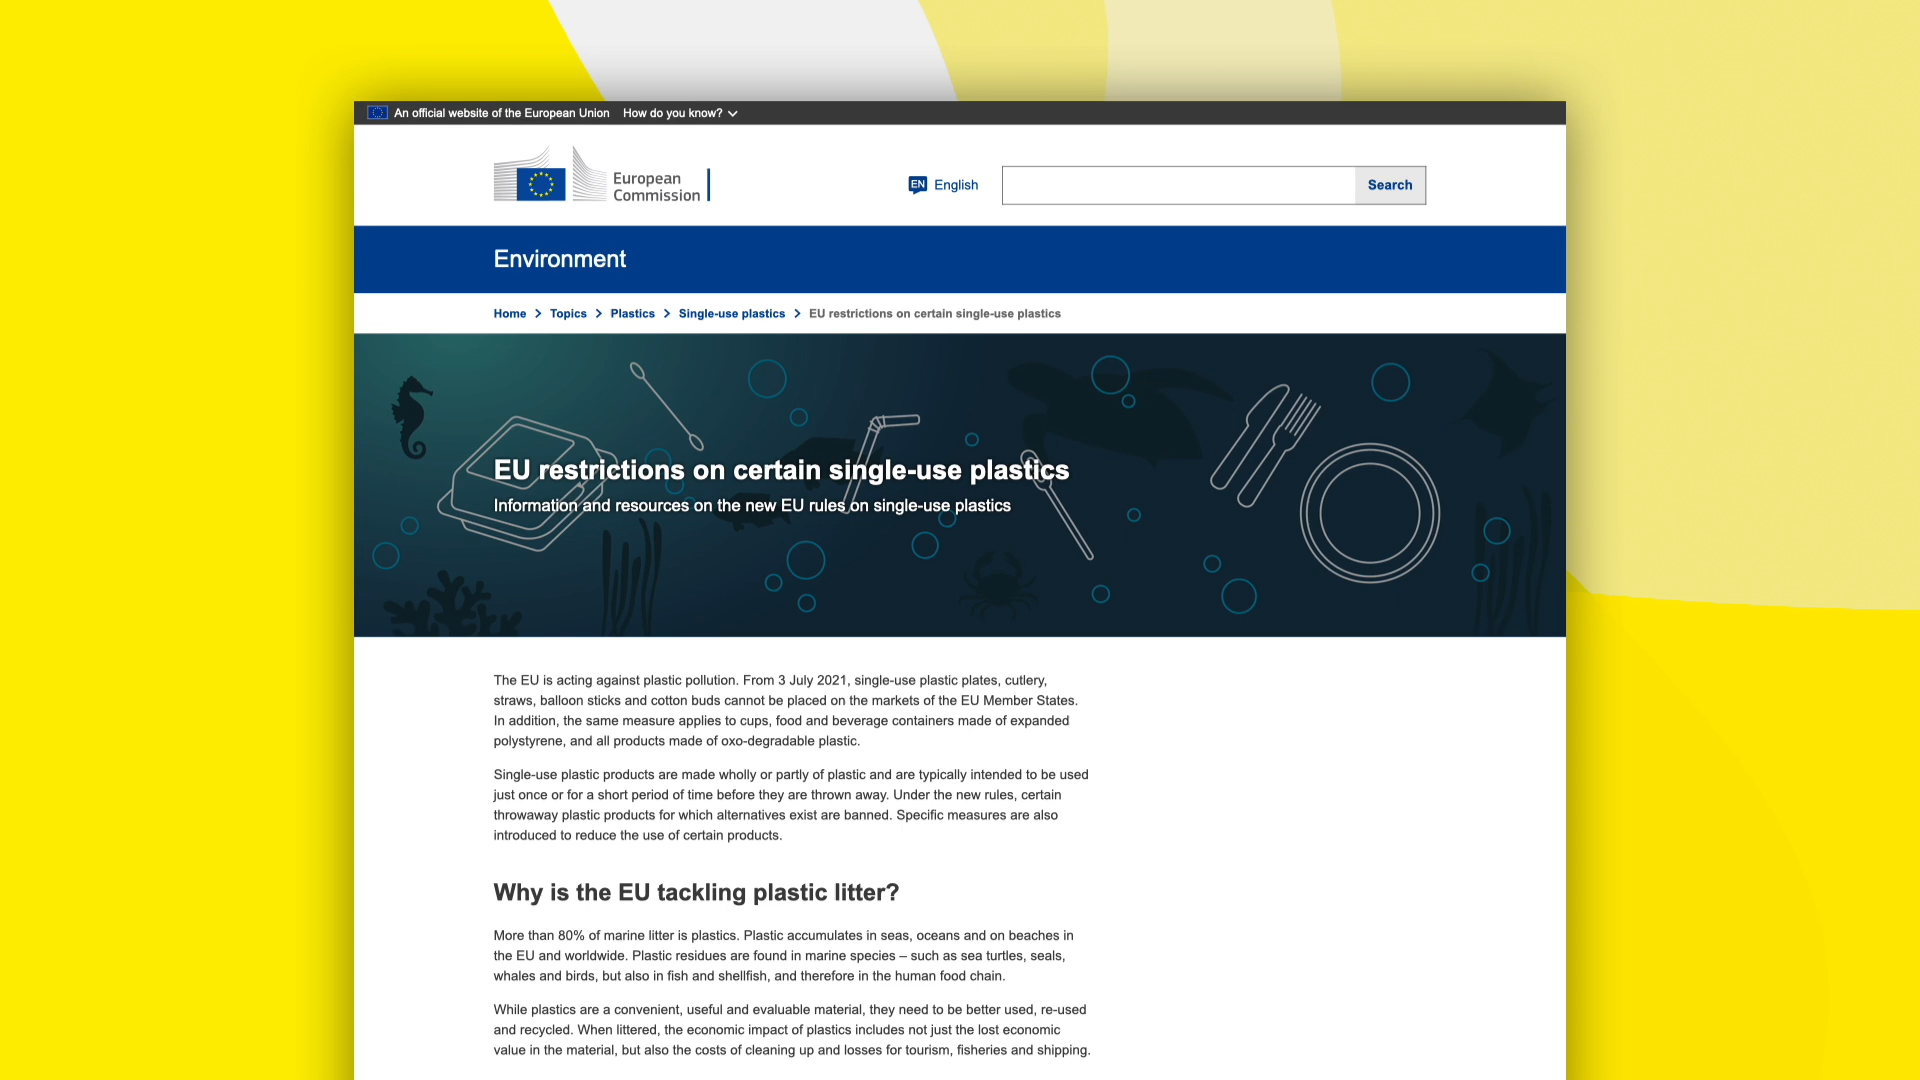 An official website of the European Union How do you know?
European
Commission
EN English
Search
Environment
Home > Topics > Plastics > Single-use plastics > EU restrictions on certain single-use plastics
EU restrictions on certain single-use plastics
Information and resources on the new EU rules on single-use plastics
The EU is acting against plastic pollution. From 3 July 2021, single-use plastic plates, cutlery,
straws, balloon sticks and cotton buds cannot be placed on the markets of the EU Member States.
In addition, the same measure applies to cups, food and beverage containers made of expanded
polystyrene, and all products made of oxo-degradable plastic.
Single-use plastic products are made wholly or partly of plastic and are typically intended to be used
just once or for a short period of time before they are thrown away. Under the new rules, certain
throwaway plastic products for which alternatives exist are banned. Specific measures are also
introduced to reduce the use of certain products.
Why is the EU tackling plastic litter?
More than 80% of marine litter is plastics. Plastic accumulates in seas, oceans and on beaches in
the EU and worldwide. Plastic residues are found in marine species – such as sea turtles, seals,
whales and birds, but also in fish and shellfish, and therefore in the human food chain.
While plastics are a convenient, useful and evaluable material, they need to be better used, re-used
and recycled. When littered, the economic impact of plastics includes not just the lost economic
value in the material, but also the costs of cleaning up and losses for tourism, fisheries and shipping.